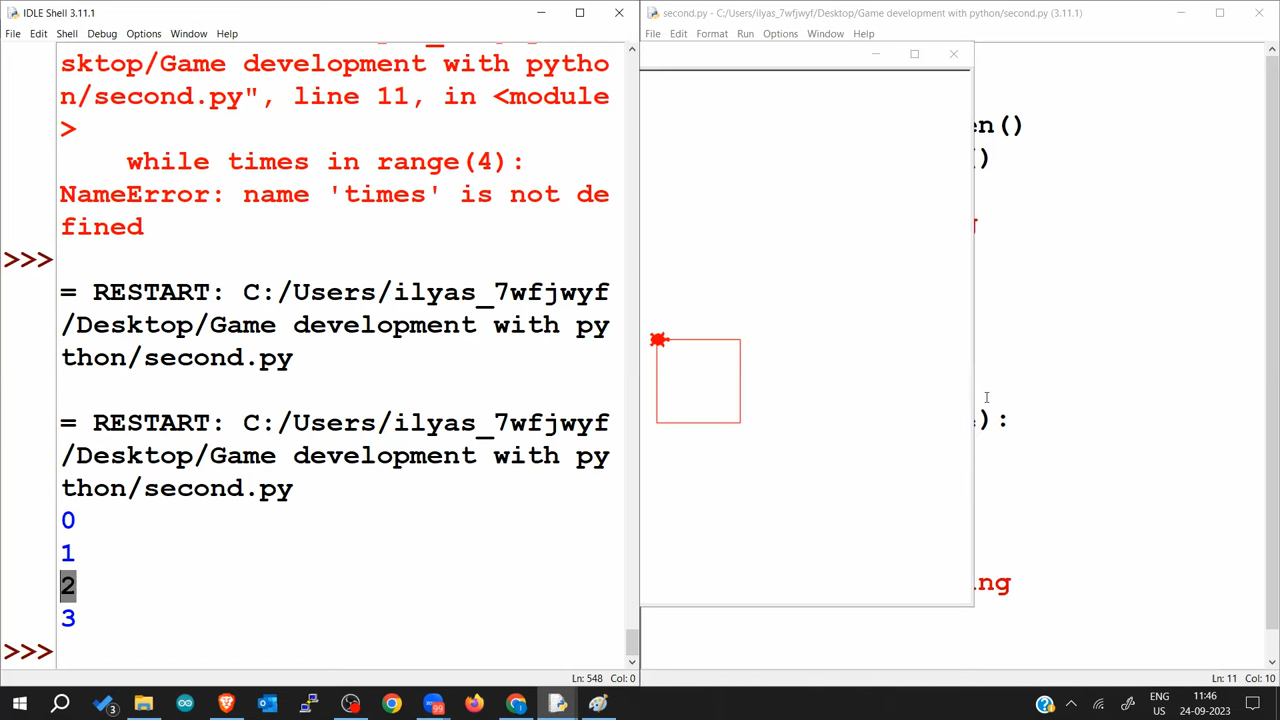 IDLE Shell 3.11.1
File Edit Shell Debug Options Window Help
sktop/Game development with pytho
n/second.py", line 11, in <module
>
while times in range(4):
NameError: name 'times' is not de
fined
>>>
= RESTART: C:/Users/ilyas_7wfjwyf
/Desktop/Game development with py
thon/second.py
= RESTART: C:/Users/ilyas_7wfjwyf
/Desktop/Game development with py
thon/second.py
0
1
2
3
>>>
Ln: 548 Col: 0
second.py - C:/Users/ilyas_7wfjwyf/Desktop/Game development with python/second.py (3.11.1)
File Edit Format Run Options Window Help
en()
()
):
ng
Ln: 11 Col: 10
3
99
ENG
US
11:46
24-09-2023